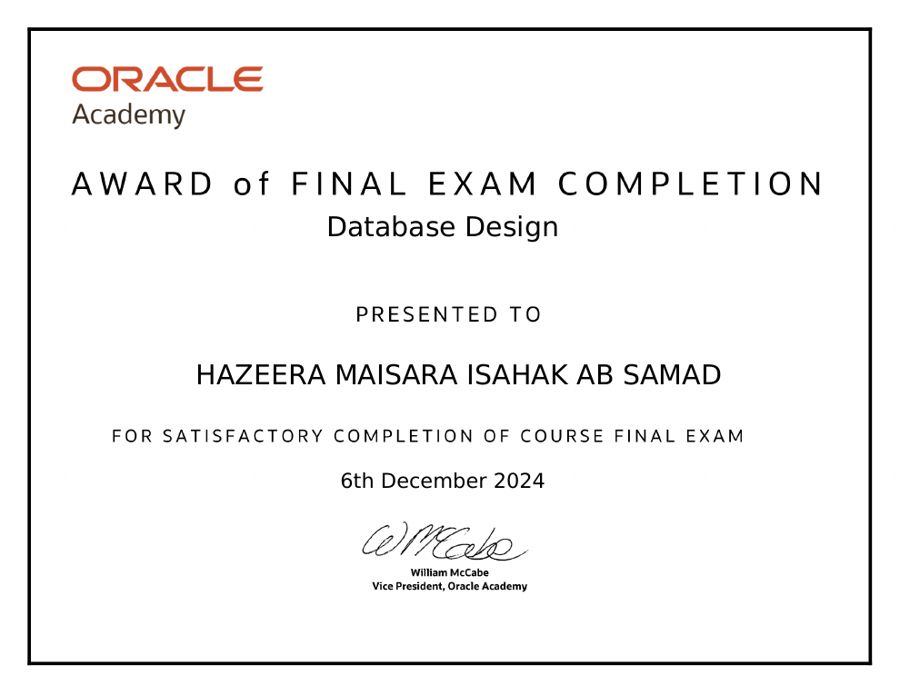 ORACLE
Academy
AWARD of FINAL EXAM COMPLETION
Database Design
PRESENTED TO
HAZEERA MAISARA ISAHAK AB SAMAD
FOR SATISFACTORY COMPLETION OF COURSE FINAL EXAM
6th December 2024
W McCabe
William McCabe
Vice President, Oracle Academy